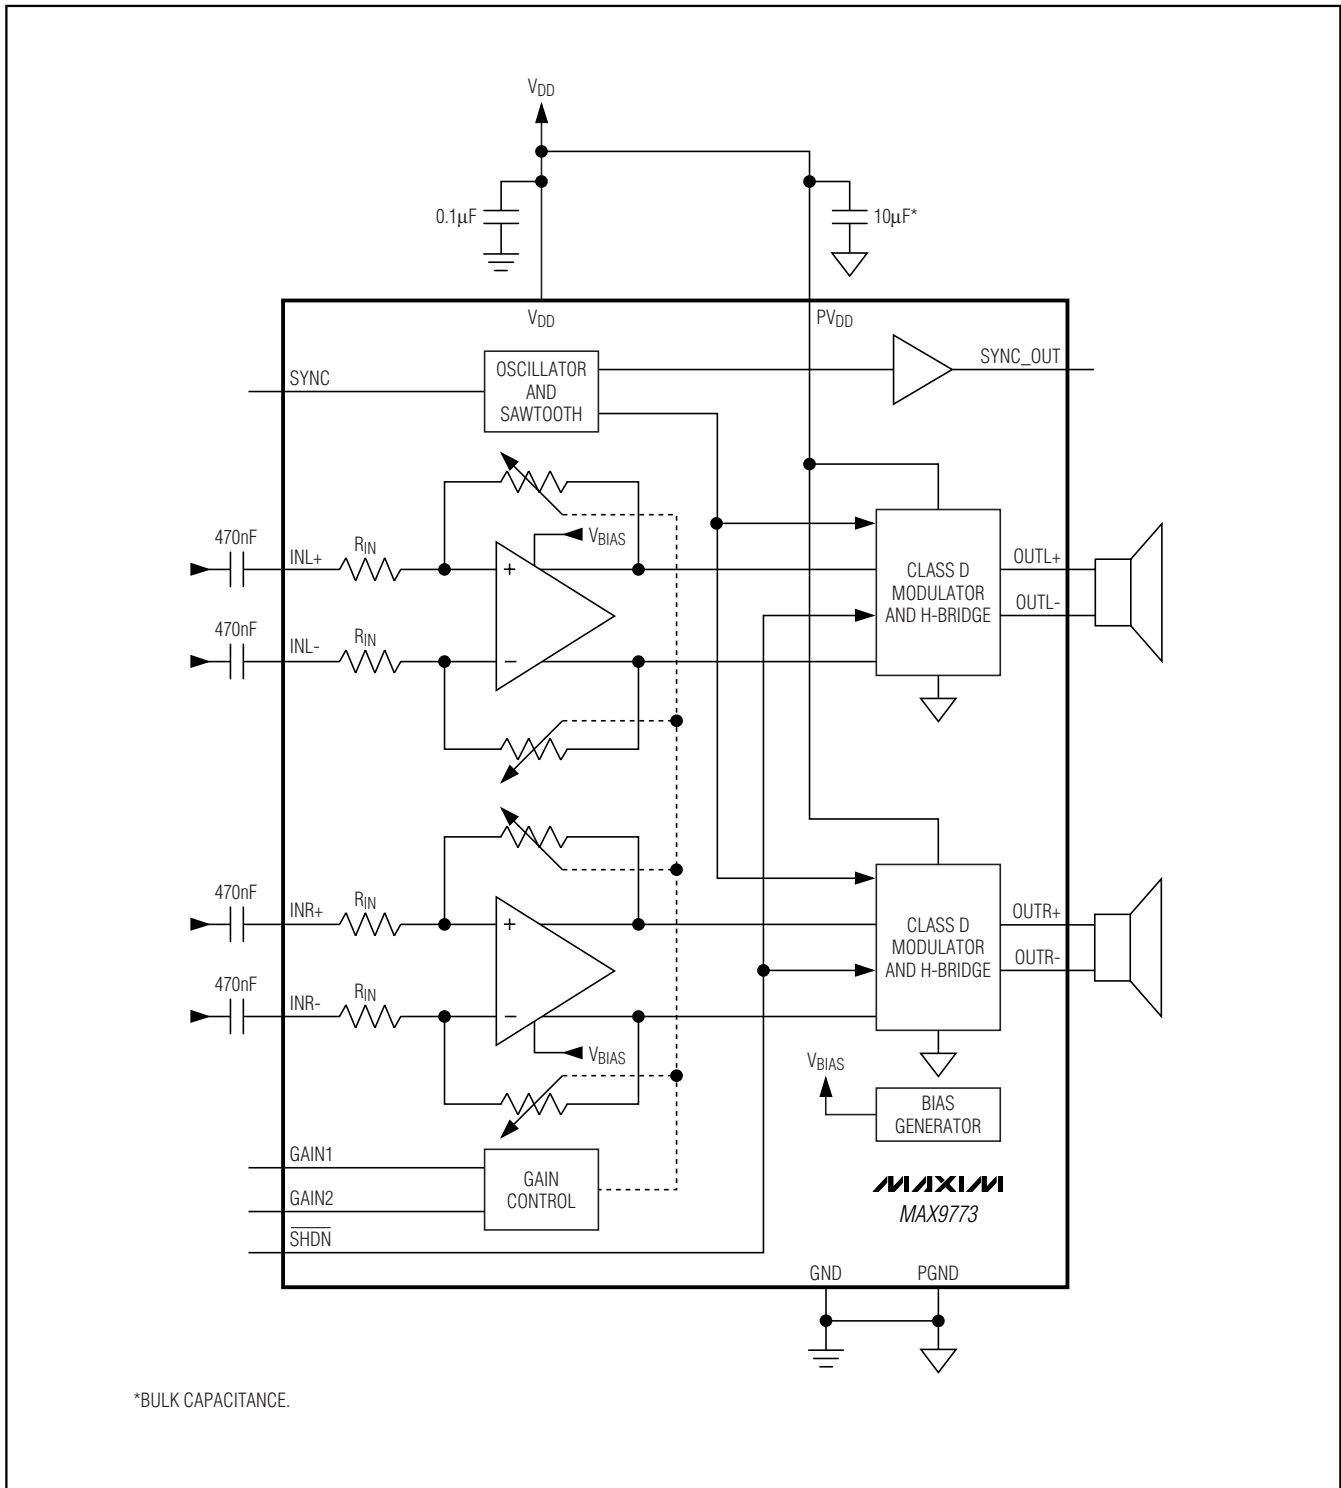 VDD
0.1μF
10μF*
VDD
PVDD
SYNC
OSCILLATOR
AND
SAWTOOTH
SYNC_OUT
470nF
INL+
RIN
VBIAS
+
CLASS D
MODULATOR
AND H-BRIDGE
OUTL+
OUTL-
470nF
INL-
RIN
−
470nF
INR+
RIN
+
CLASS D
MODULATOR
AND H-BRIDGE
OUTR+
OUTR-
470nF
INR-
RIN
−
VBIAS
VBIAS
BIAS
GENERATOR
GAIN1
GAIN2
GAIN
CONTROL
SHDN
MAXIM
MAX9773
GND
PGND
*BULK CAPACITANCE.